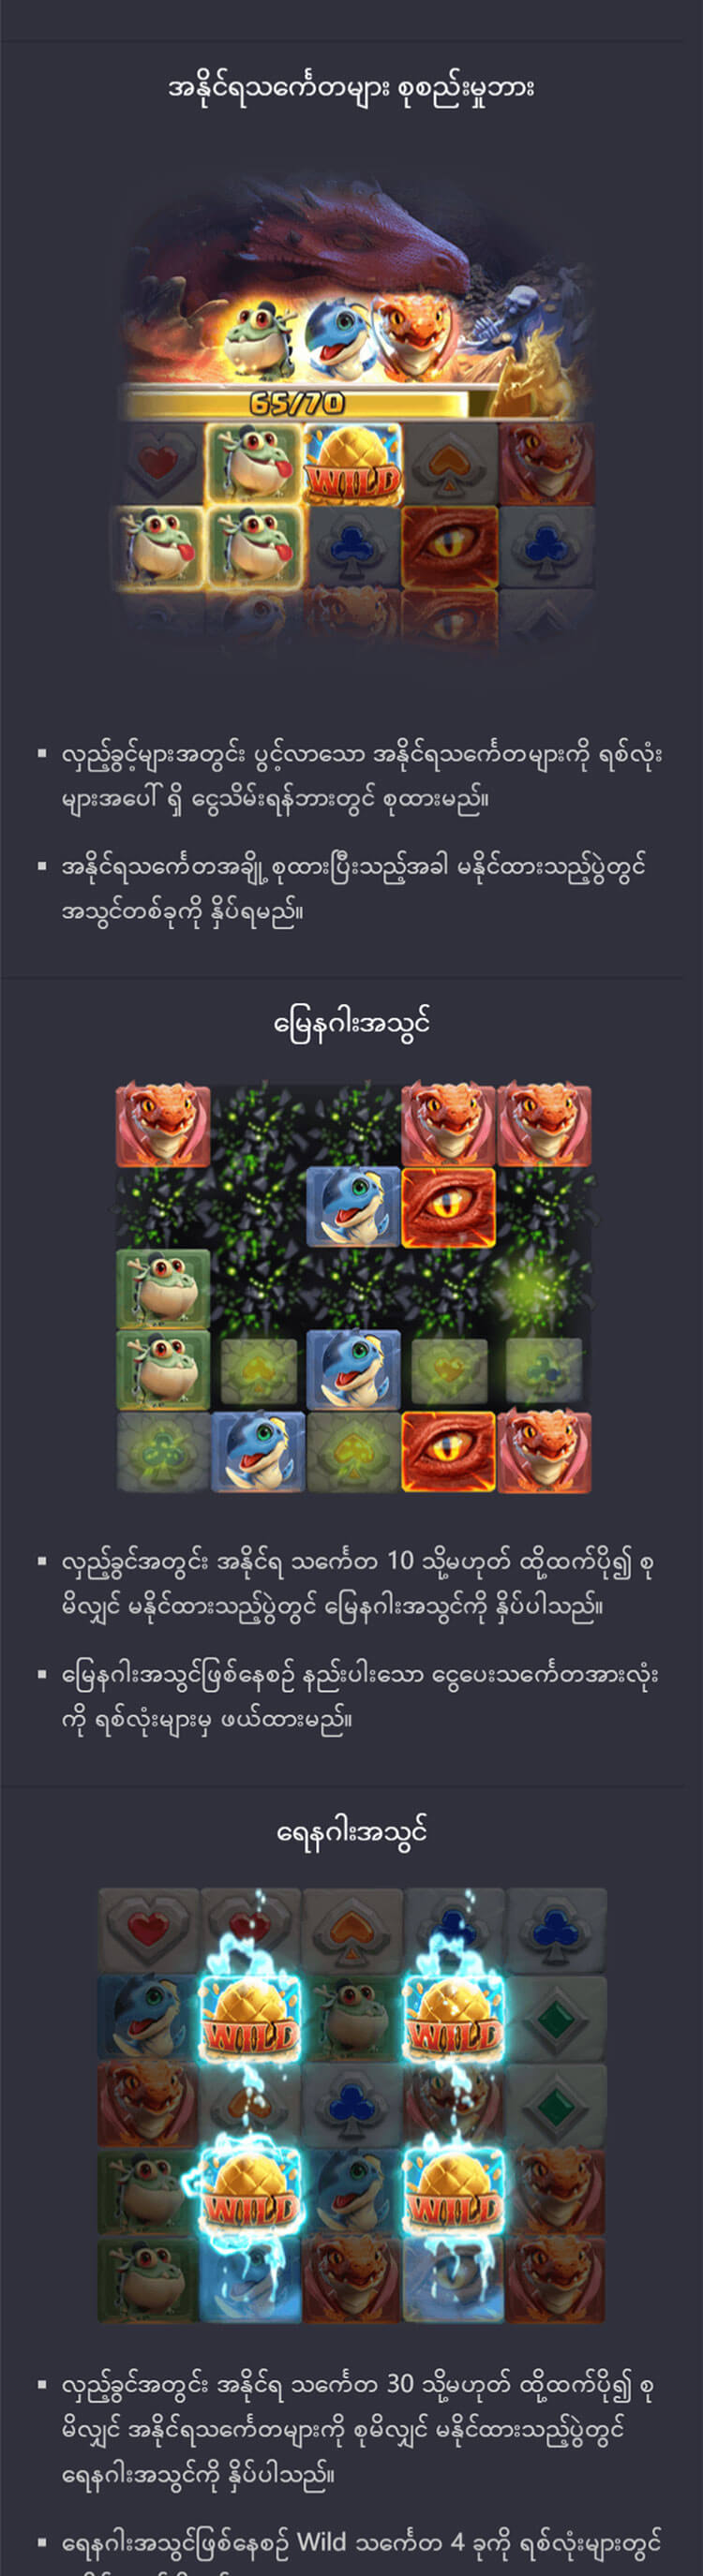 အနိုင်ရသင်္ကေတများ စုစည်းမှုဘား
65/70
WILD
လှည့်ခွင့်များအတွင်း ပွင့်လာသော အနိုင်ရသင်္ကေတများကို ရစ်လုံး
များအပေါ် ရှိ ငွေသိမ်းရန်ဘားတွင် စုထားမည်။
အနိုင်ရသင်္ကေတအချို့ စုထားပြီးသည့်အခါ မနိုင်ထားသည့်ပွဲတွင်
အသွင်တစ်ခုကို နှိပ်ရမည်။
မြေနဂါးအသွင်
လှည့်ခွင်အတွင်း အနိုင်ရ သင်္ကေတ 10 သို့မဟုတ် ထို့ထက်ပို၍ စု
မိလျှင် မနိုင်ထားသည့်ပွဲတွင် မြေနဂါးအသွင်ကို နှိပ်ပါသည်။
မြေနဂါးအသွင်ဖြစ်နေစဉ် နည်းပါးသော ငွေပေးသင်္ကေတအားလုံး
ကို ရစ်လုံးများမှ ဖယ်ထားမည်။
ရေနဂါးအသွင်
WILD WILD
WILD WILD
လှည့်ခွင်အတွင်း အနိုင်ရ သင်္ကေတ 30 သို့မဟုတ် ထို့ထက်ပို၍ စု
မိလျှင် အနိုင်ရသင်္ကေတများကို စုမိလျှင် မနိုင်ထားသည့်ပွဲတွင်
ရေနဂါးအသွင်ကို နှိပ်ပါသည်။
ရေနဂါးအသွင်ဖြစ်နေစဉ် Wild သင်္ကေတ 4 ခုကို ရစ်လုံးများတွင်